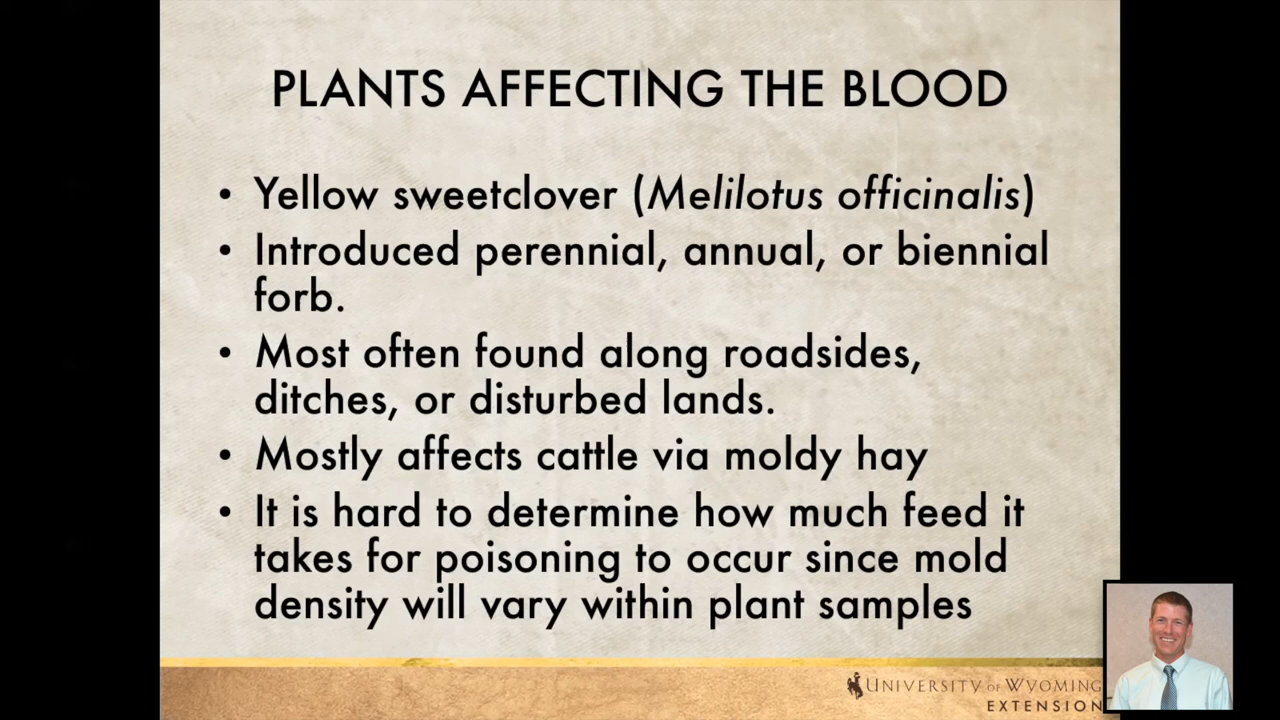 PLANTS AFFECTING THE BLOOD
• Yellow sweetclover (Melilotus officinalis)
• Introduced perennial, annual, or biennial
forb.
• Most often found along roadsides,
ditches, or disturbed lands.
• Mostly affects cattle via moldy hay
• It is hard to determine how much feed it
takes for poisoning to occur since mold
density will vary within plant samples
UNIVERSITY OF WYOMING
EXTENSION